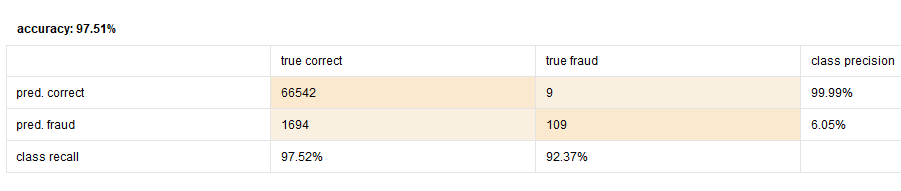 accuracy: 97.51%
true correct true fraud class precision
pred. correct 66542 9 99.99%
pred. fraud 1694 109 6.05%
class recall 97.52% 92.37%